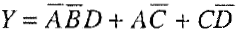 Y = A̅B̅D + AC̅ + CD̅